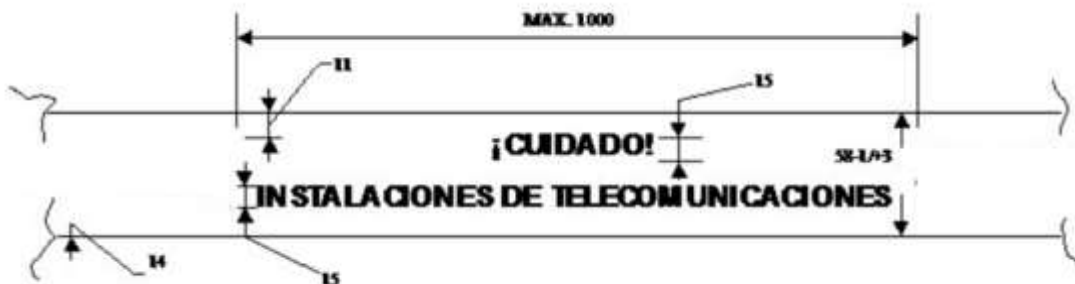 MAX. 1000
11
15
¡CUIDADO!
INSTALACIONES DE TELECOMUNICACIONES
14
15